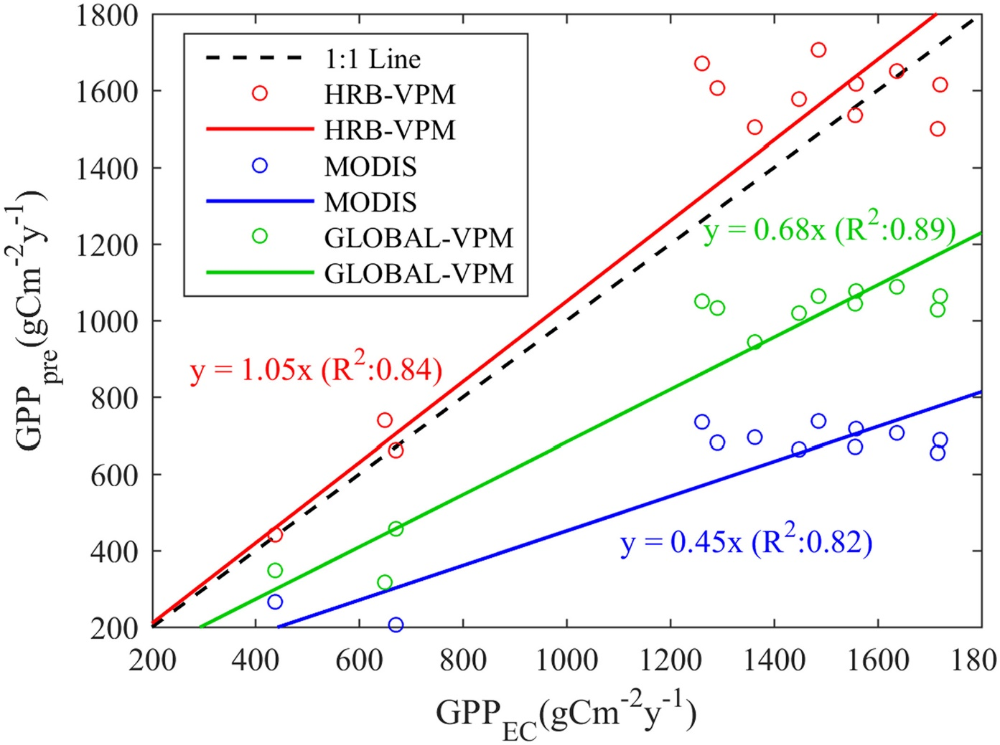 1800
1600
1400
1200
1000
800
600
400
200
GPPpre(gCm-2y-1)
1:1 Line
HRB-VPM
HRB-VPM
MODIS
MODIS
GLOBAL-VPM
GLOBAL-VPM
y = 0.68x (R2:0.89)
y = 1.05x (R2:0.84)
y = 0.45x (R2:0.82)
200 400 600 800 1000 1200 1400 1600 180
GPPEC(gCm-2y-1)